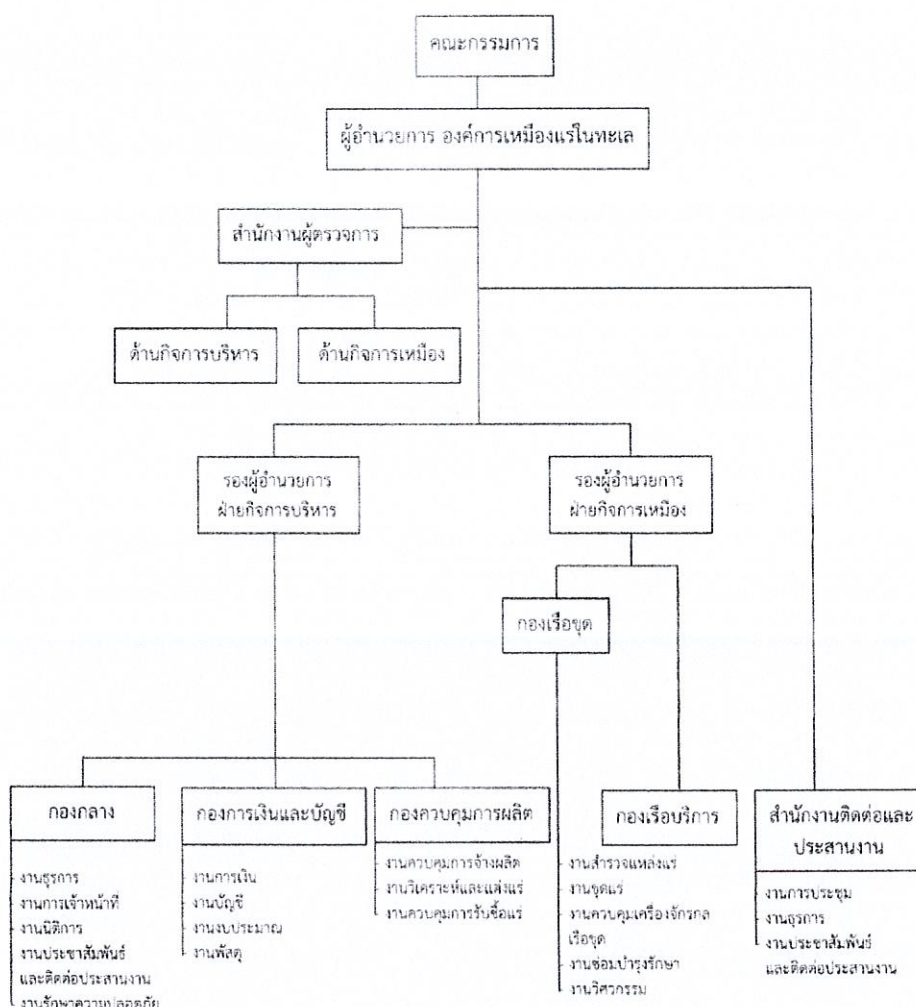 คณะกรรมการ
ผู้อำนวยการ องค์การเหมืองแร่ในทะเล
สำนักงานผู้ตรวจการ
ด้านกิจการบริหาร
ด้านกิจการเหมือง
รองผู้อำนวยการ
ฝ่ายกิจการบริหาร
รองผู้อำนวยการ
ฝ่ายกิจการเหมือง
กองเรือขุด
กองกลาง
- งานธุรการ
- งานการเจ้าหน้าที่
- งานนิติการ
- งานประชาสัมพันธ์
และติดต่อประสานงาน
- งานรักษาความปลอดภัย
กองการเงินและบัญชี
- งานการเงิน
- งานบัญชี
- งานงบประมาณ
- งานพัสดุ
กองควบคุมการผลิต
- งานควบคุมการจ้างผลิต
- งานวิเคราะห์และแต่งแร่
- งานควบคุมการรับซื้อแร่
- งานสำรวจแหล่งแร่
- งานขุดแร่
- งานควบคุมเครื่องจักรกล
เรือขุด
- งานซ่อมบำรุงรักษา
- งานวิศวกรรม
กองเรือบริการ
สำนักงานติดต่อและ
ประสานงาน
- งานการประชุม
- งานธุรการ
- งานประชาสัมพันธ์
และติดต่อประสานงาน